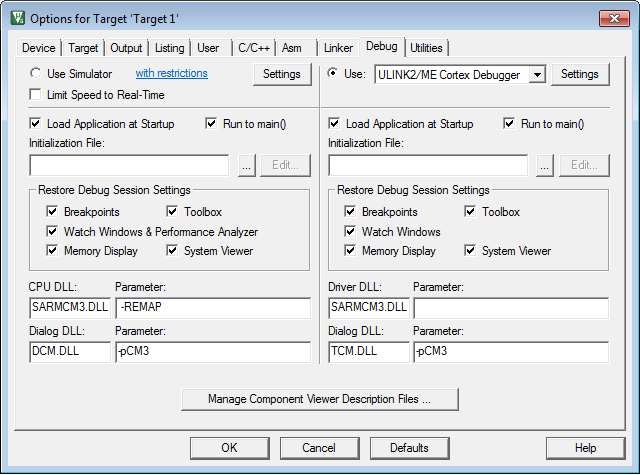 Options for Target 'Target 1'
Device Target Output Listing User C/C++ Asm Linker Debug Utilities
Use Simulator with restrictions Settings Use: ULINK2/ME Cortex Debugger Settings
Limit Speed to Real-Time
Load Application at Startup Run to main() Load Application at Startup Run to main()
Initialization File: Initialization File:
... Edit... ... Edit...
Restore Debug Session Settings Restore Debug Session Settings
Breakpoints Toolbox Breakpoints Toolbox
Watch Windows & Performance Analyzer Watch Windows
Memory Display System Viewer Memory Display System Viewer
CPU DLL: Parameter: Driver DLL: Parameter:
SARMCM3.DLL -REMAP SARMCM3.DLL
Dialog DLL: Parameter: Dialog DLL: Parameter:
DCM.DLL -pCM3 TCM.DLL -pCM3
Manage Component Viewer Description Files ...
OK Cancel Defaults Help